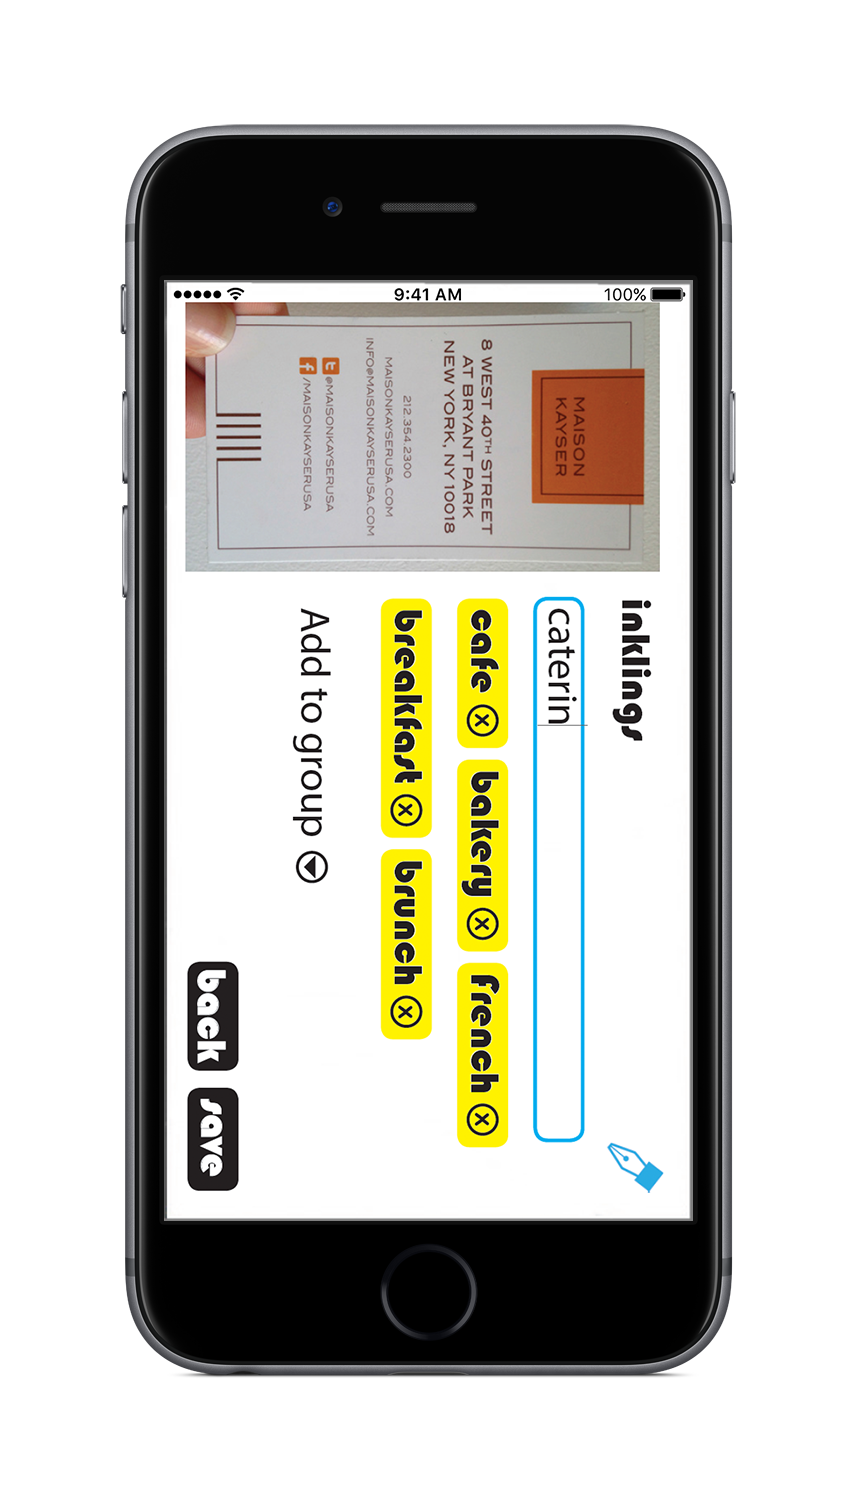 9:41 AM
100%
MAISON
KAYSER
8 WEST 40TH STREET
AT BRYANT PARK
NEW YORK, NY 10018
212.354.2300
MAISONKAYSERUSA.COM
INFO@MAISONKAYSERUSA.COM
@MAISONKAYSERUSA
f /MAISONKAYSERUSA
inklings
caterin
cafe x bakery x french x
breakfast x brunch x
Add to group
back save